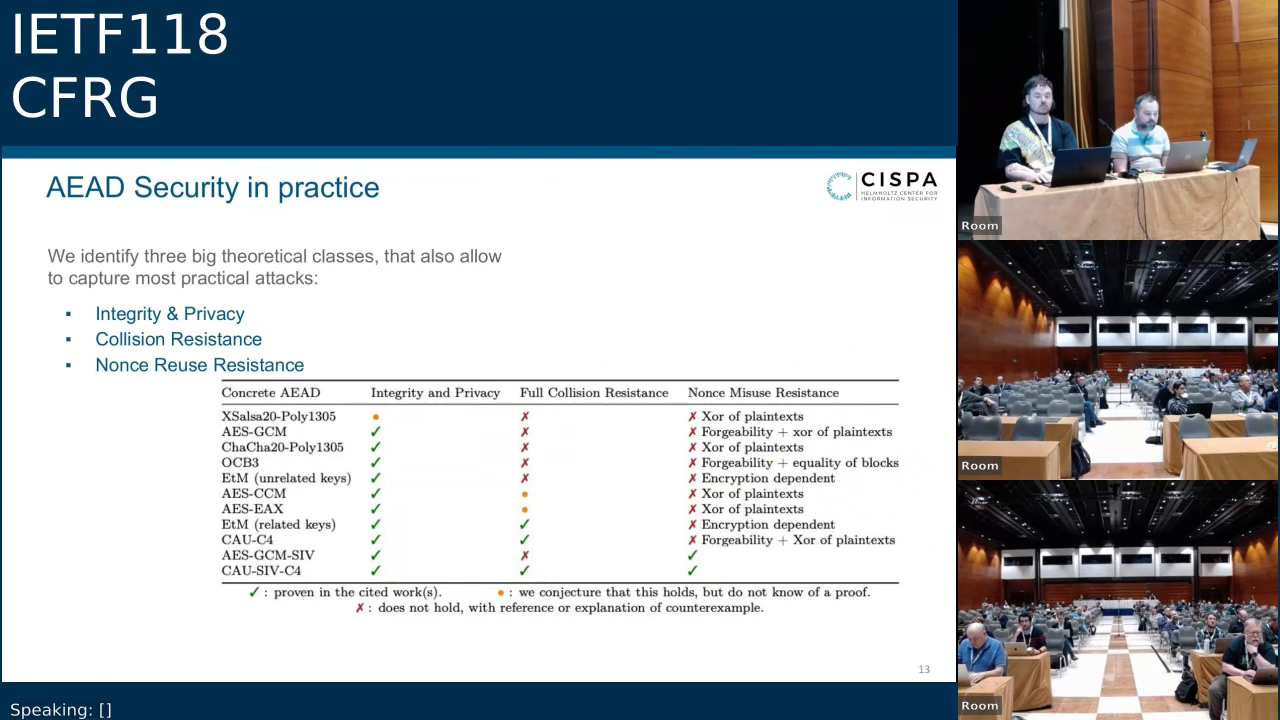 IETF118
CFRG
AEAD Security in practice
CISPA
HELMHOLTZ CENTER FOR
INFORMATION SECURITY
We identify three big theoretical classes, that also allow
to capture most practical attacks:
▪ Integrity & Privacy
▪ Collision Resistance
▪ Nonce Reuse Resistance
Concrete AEAD Integrity and Privacy Full Collision Resistance Nonce Misuse Resistance
XSalsa20-Poly1305 ● ✗ ✗ Xor of plaintexts
AES-GCM ✓ ✗ ✗ Forgeability + xor of plaintexts
ChaCha20-Poly1305 ✓ ✗ ✗ Xor of plaintexts
OCB3 ✓ ✗ ✗ Forgeability + equality of blocks
EtM (unrelated keys) ✓ ✗ ✗ Encryption dependent
AES-CCM ✓ ● ✗ Xor of plaintexts
AES-EAX ✓ ● ✗ Xor of plaintexts
EtM (related keys) ✓ ✓ ✗ Encryption dependent
CAU-C4 ✓ ✓ ✗ Forgeability + Xor of plaintexts
AES-GCM-SIV ✓ ✗ ✓
CAU-SIV-C4 ✓ ✓ ✓
✓ : proven in the cited work(s). ● : we conjecture that this holds, but do not know of a proof.
✗ : does not hold, with reference or explanation of counterexample.
13
Speaking: []
Room
Room
Room